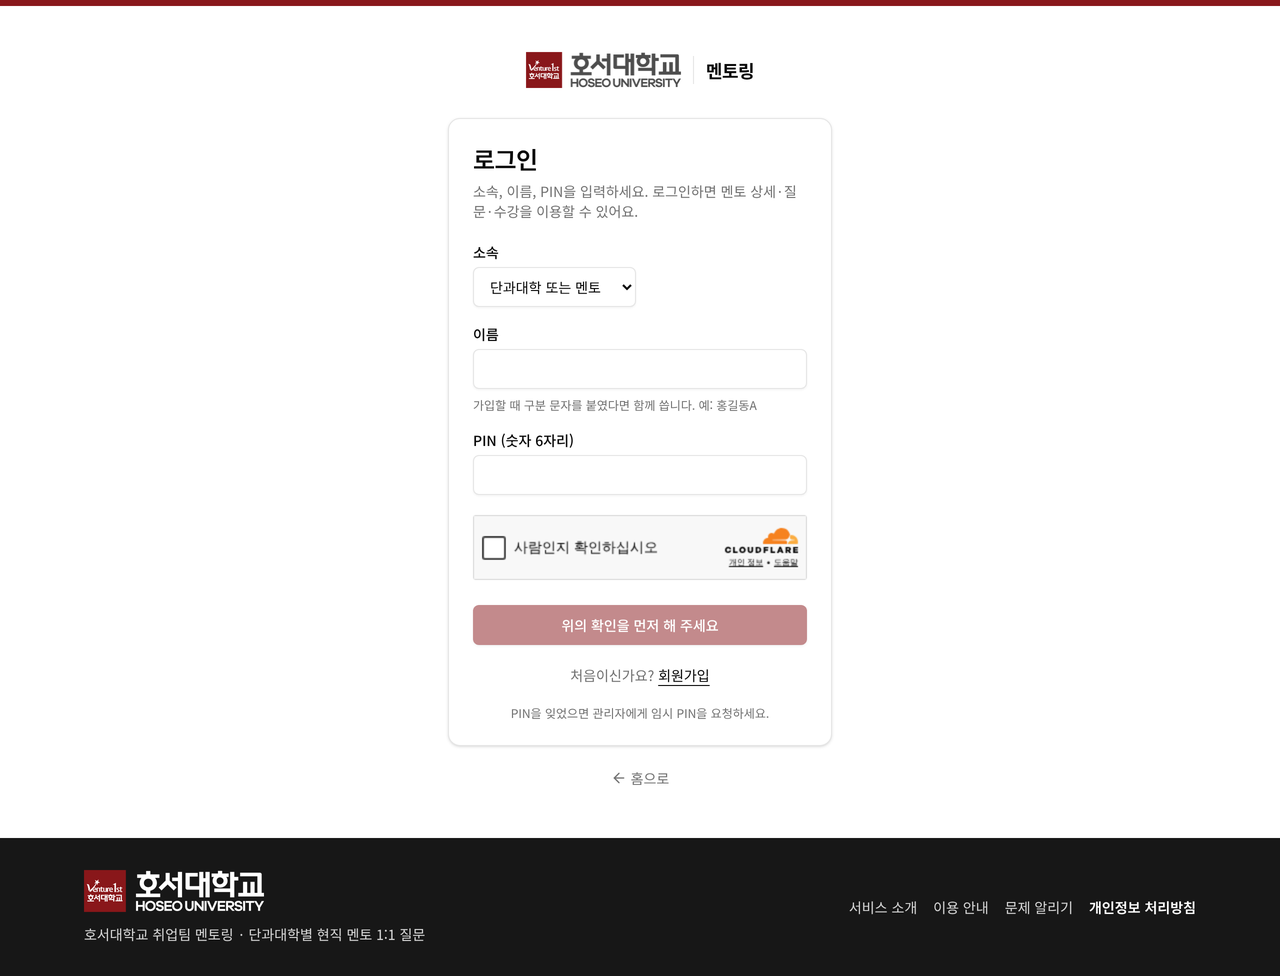 Venture 1st
호서대학교
호서대학교
HOSEO UNIVERSITY
멘토링
로그인
소속, 이름, PIN을 입력하세요. 로그인하면 멘토 상세·질
문·수강을 이용할 수 있어요.
소속
단과대학 또는 멘토
이름
가입할 때 구분 문자를 붙였다면 함께 씁니다. 예: 홍길동A
PIN (숫자 6자리)
사람인지 확인하십시오
CLOUDFLARE
개인 정보 • 도움말
위의 확인을 먼저 해 주세요
처음이신가요? 회원가입
PIN을 잊었으면 관리자에게 임시 PIN을 요청하세요.
← 홈으로
Venture 1st
호서대학교
호서대학교
HOSEO UNIVERSITY
호서대학교 취업팀 멘토링 · 단과대학별 현직 멘토 1:1 질문
서비스 소개 이용 안내 문제 알리기 개인정보 처리방침